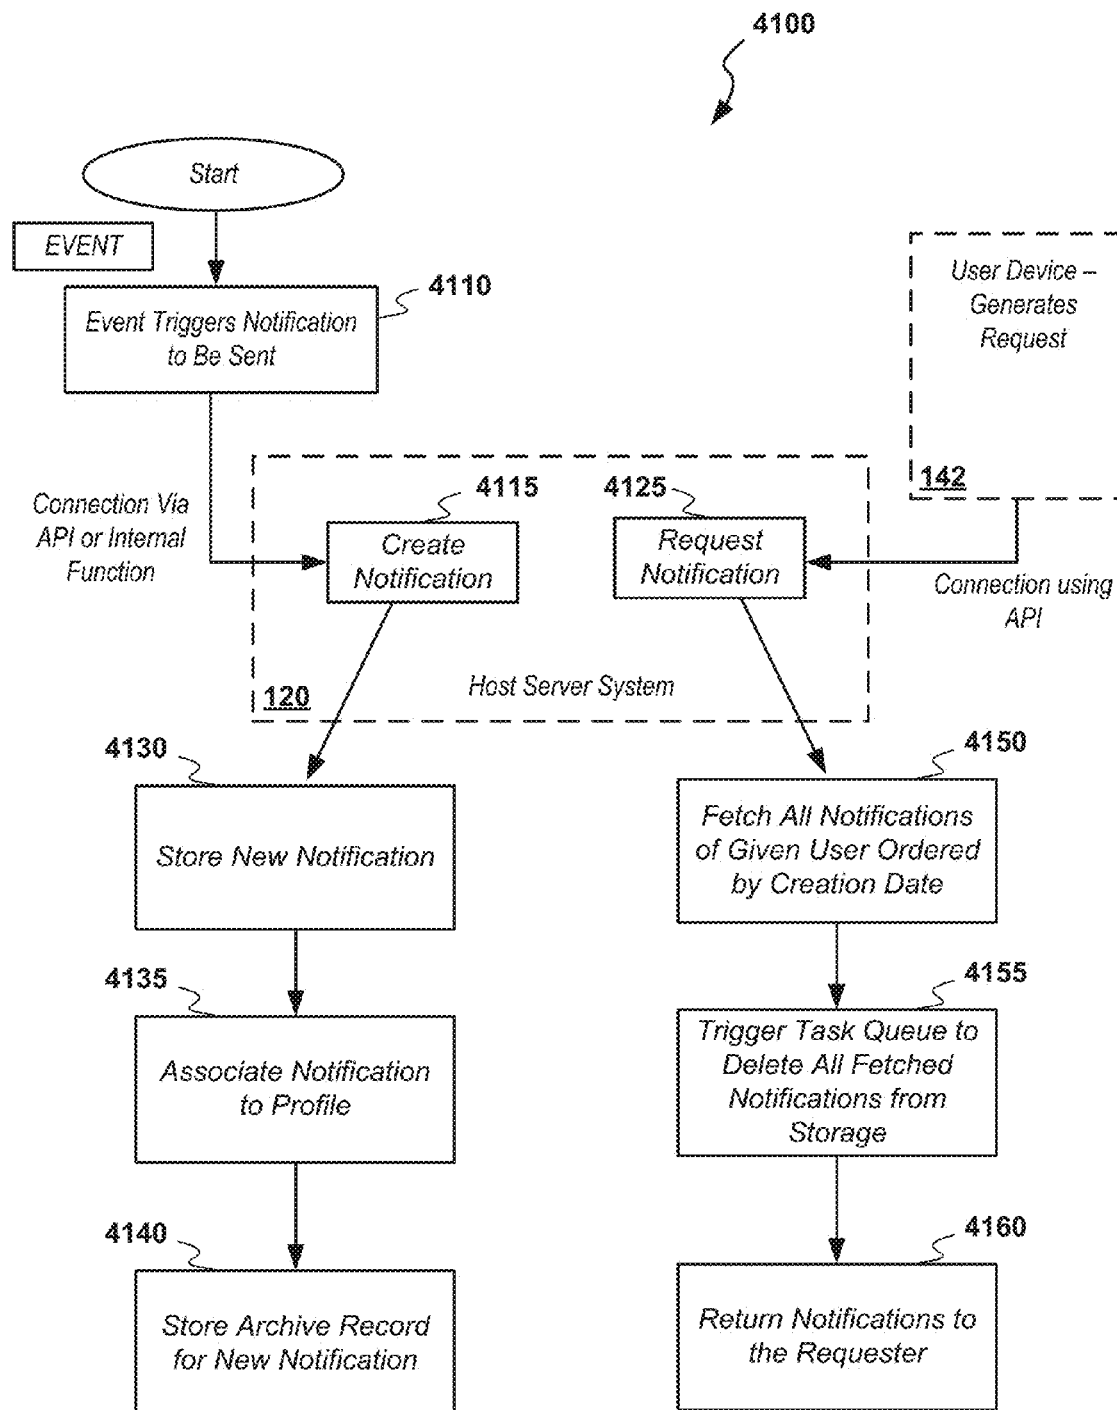 4100
Start
EVENT
Event Triggers Notification
to Be Sent
4110
User Device –
Generates
Request
142
Connection Via
API or Internal
Function
4115
Create
Notification
4125
Request
Notification
Connection using
API
120
Host Server System
4130
Store New Notification
4150
Fetch All Notifications
of Given User Ordered
by Creation Date
4135
Associate Notification
to Profile
4155
Trigger Task Queue to
Delete All Fetched
Notifications from
Storage
4140
Store Archive Record
for New Notification
4160
Return Notifications to
the Requester